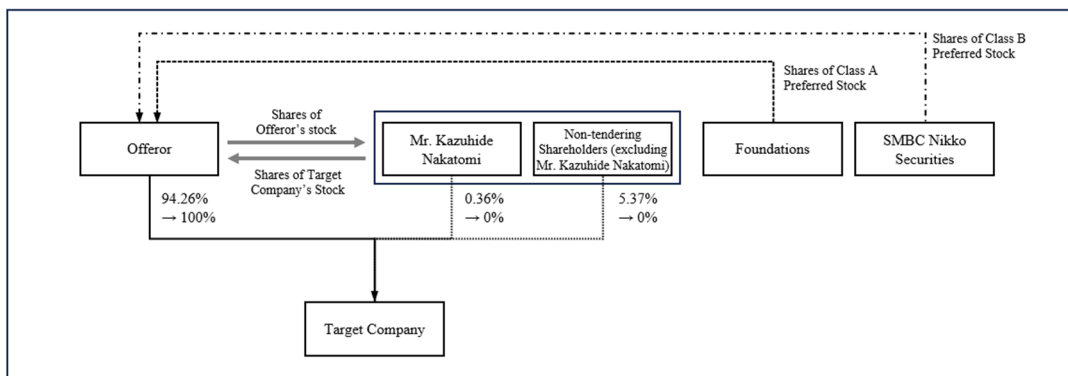 Shares of Class B
Preferred Stock
Shares of Class A
Preferred Stock
Shares of
Offeror's stock
Offeror
Shares of Target
Company's Stock
Mr. Kazuhide
Nakatomi
Non-tendering
Shareholders (excluding
Mr. Kazuhide Nakatomi)
Foundations
SMBC Nikko
Securities
94.26%
→ 100%
0.36%
→ 0%
5.37%
→ 0%
Target Company